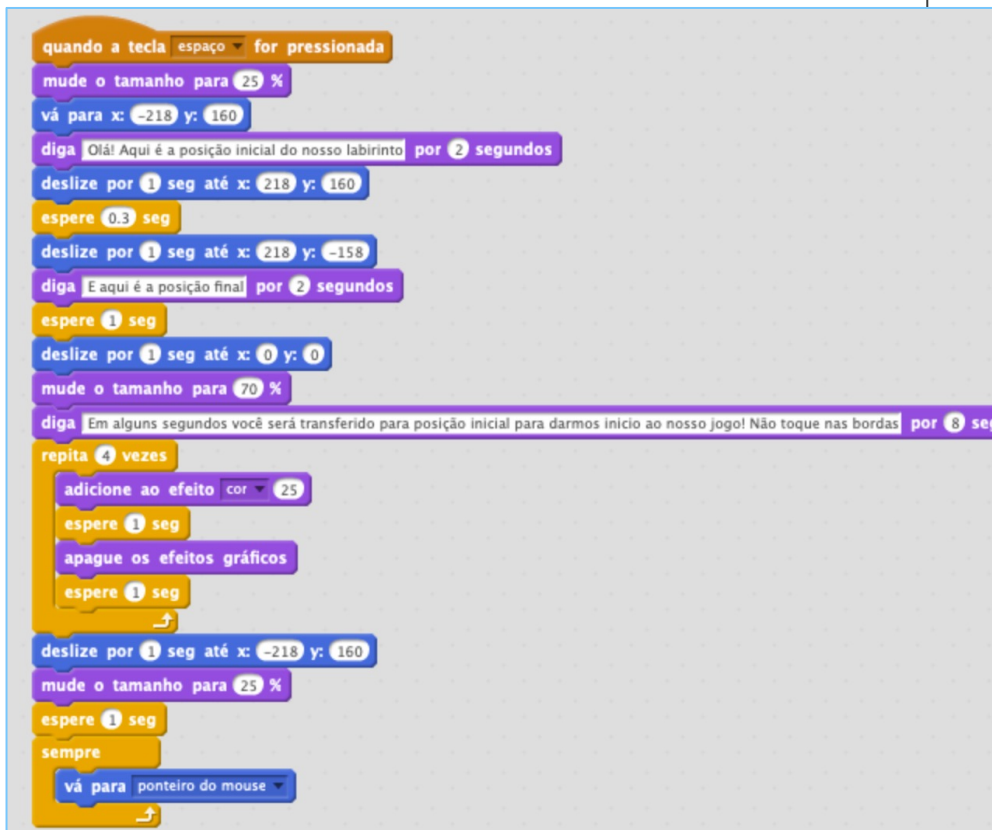 quando a tecla espaço for pressionada
mude o tamanho para 25 %
vá para x: -218 y: 160
diga Olá! Aqui é a posição inicial do nosso labirinto por 2 segundos
deslize por 1 seg até x: 218 y: 160
espere 0.3 seg
deslize por 1 seg até x: 218 y: -158
diga E aqui é a posição final por 2 segundos
espere 1 seg
deslize por 1 seg até x: 0 y: 0
mude o tamanho para 70 %
diga Em alguns segundos você será transferido para posição inicial para darmos inicio ao nosso jogo! Não toque nas bordas por 8 seg
repita 4 vezes
adicione ao efeito cor 25
espere 1 seg
apague os efeitos gráficos
espere 1 seg
deslize por 1 seg até x: -218 y: 160
mude o tamanho para 25 %
espere 1 seg
sempre
vá para ponteiro do mouse